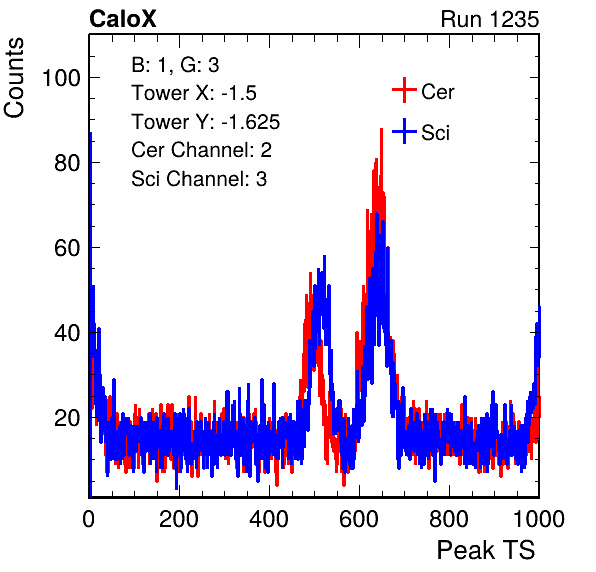 CaloX Run 1235
Counts
B: 1, G: 3
Tower X: -1.5
Tower Y: -1.625
Cer Channel: 2
Sci Channel: 3
Cer
Sci
100
80
60
40
20
0 200 400 600 800 1000
Peak TS